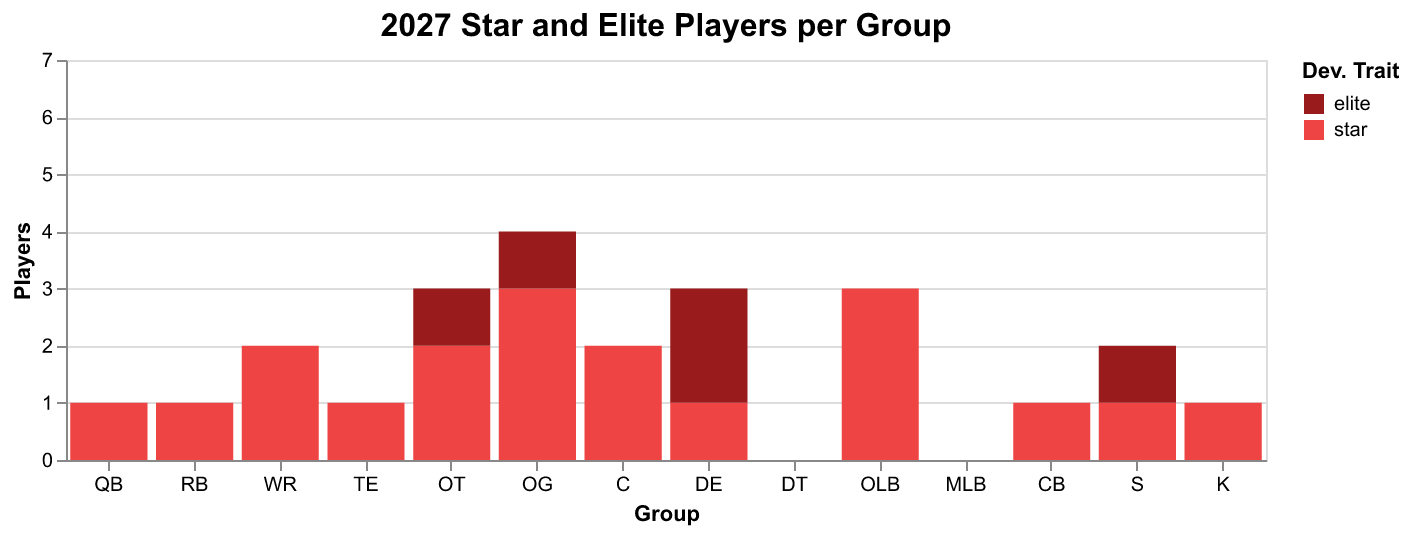 2027 Star and Elite Players per Group
Dev. Trait
elite
star
Players
7
6
5
4
3
2
1
0
QB RB WR TE OT OG C DE DT OLB MLB CB S K
Group